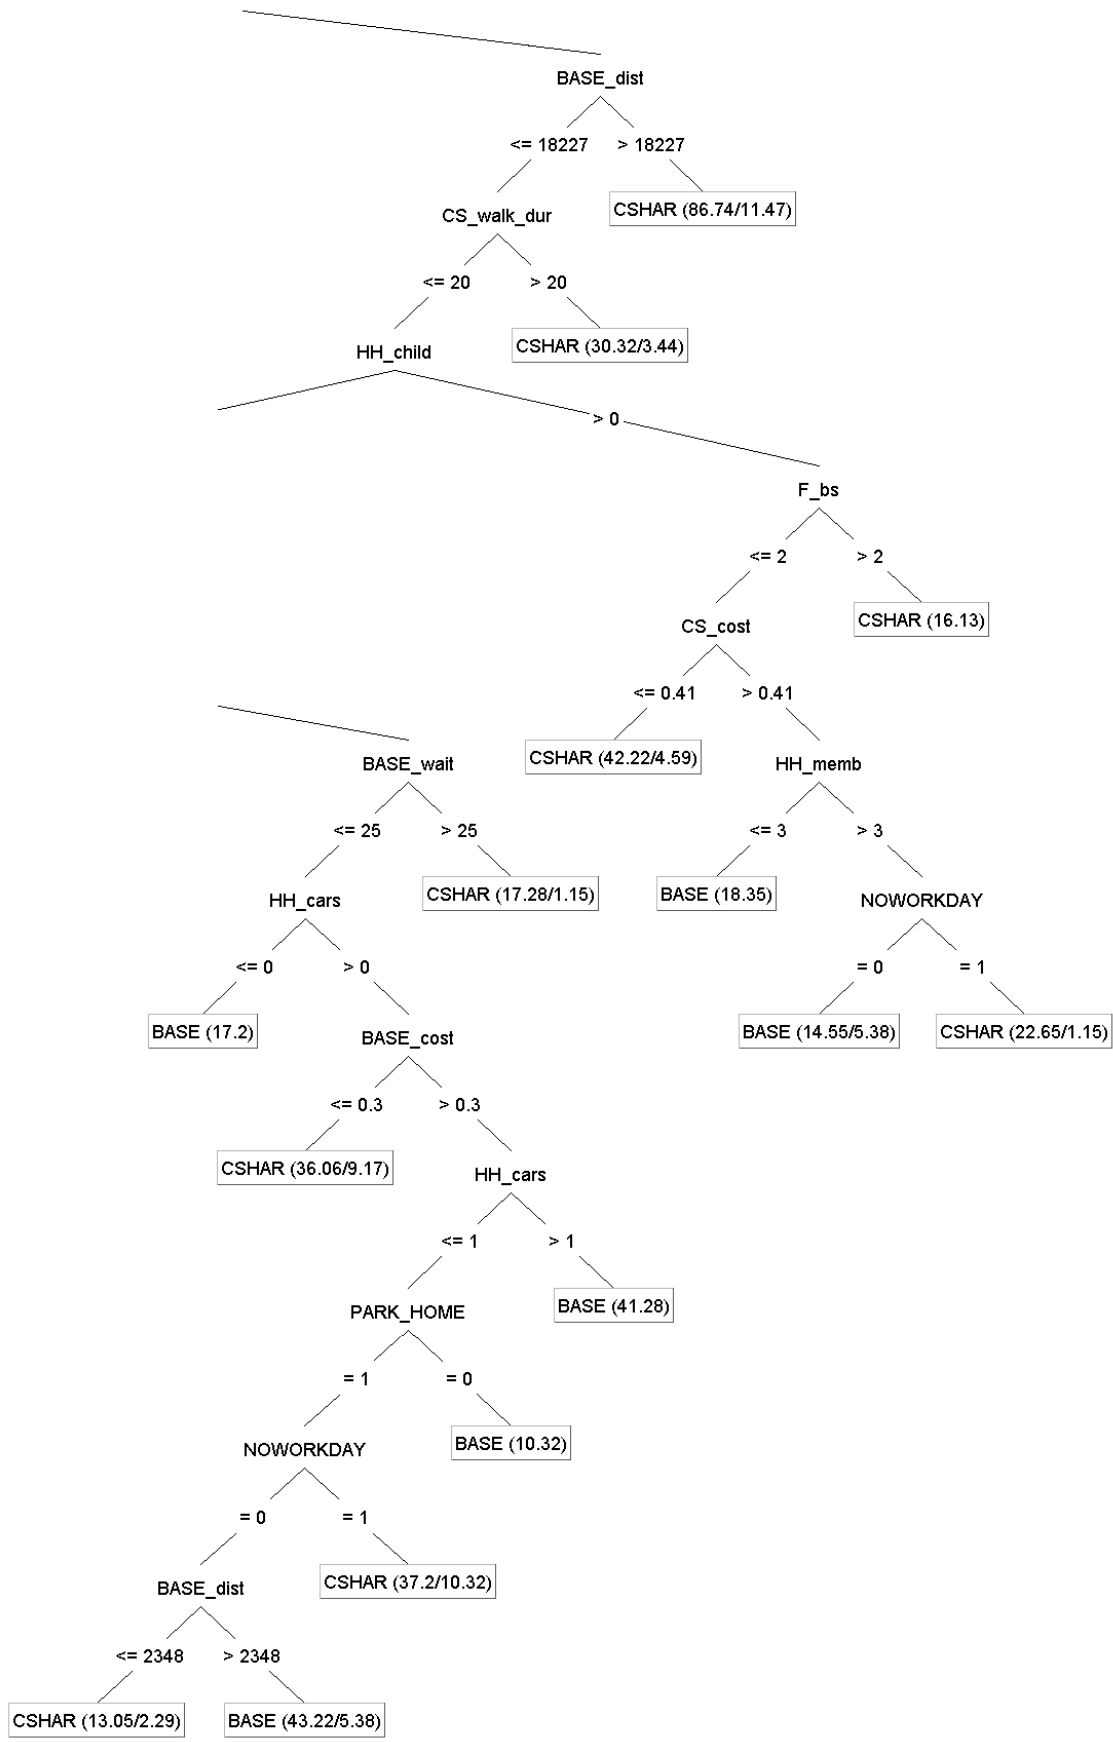 BASE_dist
<= 18227
> 18227
CS_walk_dur
CSHAR (86.74/11.47)
<= 20
> 20
HH_child
CSHAR (30.32/3.44)
> 0
F_bs
<= 2
> 2
CS_cost
CSHAR (16.13)
<= 0.41
> 0.41
BASE_wait
CSHAR (42.22/4.59)
HH_memb
<= 25
> 25
<= 3
> 3
HH_cars
CSHAR (17.28/1.15)
BASE (18.35)
NOWORKDAY
<= 0
> 0
= 0
= 1
BASE (17.2)
BASE_cost
BASE (14.55/5.38)
CSHAR (22.65/1.15)
<= 0.3
> 0.3
CSHAR (36.06/9.17)
HH_cars
<= 1
> 1
PARK_HOME
BASE (41.28)
= 1
= 0
NOWORKDAY
BASE (10.32)
= 0
= 1
BASE_dist
CSHAR (37.2/10.32)
<= 2348
> 2348
CSHAR (13.05/2.29)
BASE (43.22/5.38)